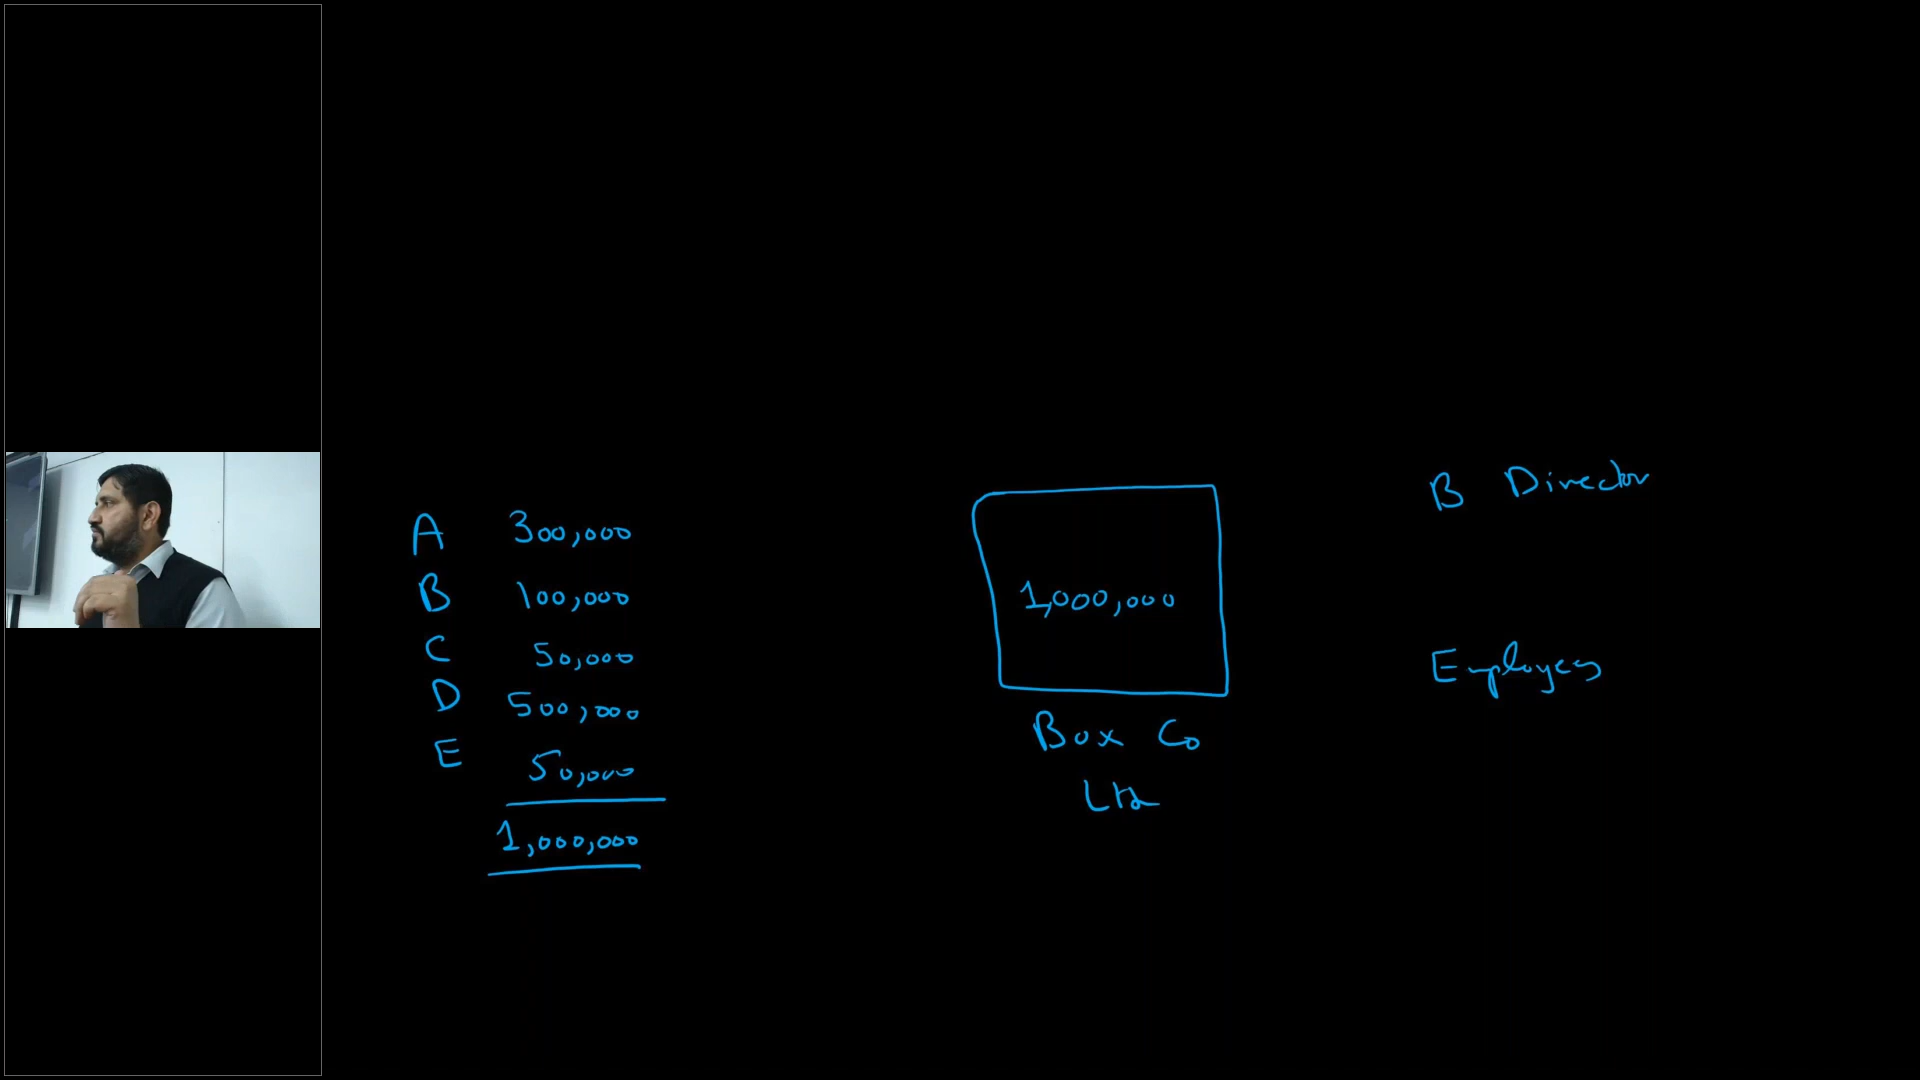 A 300,000
B 100,000
C 50,000
D 500,000
E 50,000
1,000,000
1,000,000
Box Co
Ltd
B Director
Employees